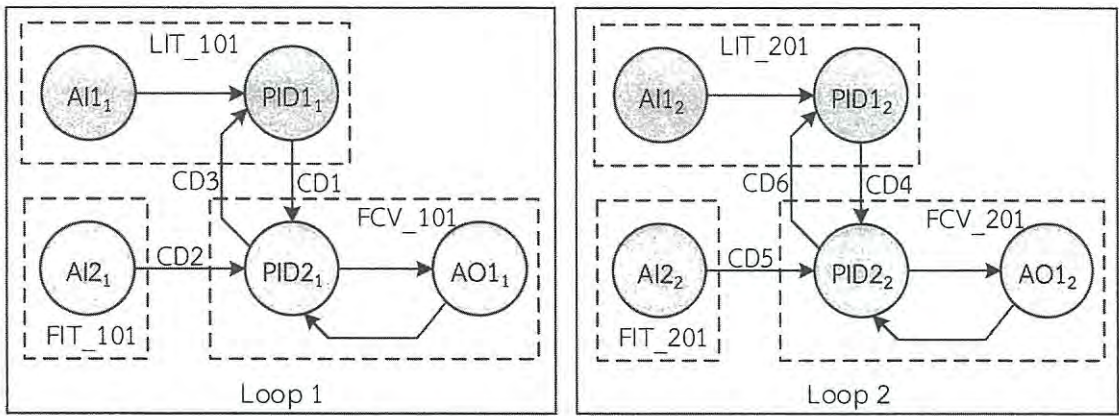 LIT_101
AI1₁
PID1₁
CD3
CD1
FCV_101
AI2₁
CD2
PID2₁
AO1₁
FIT_101
Loop 1
LIT_201
AI1₂
PID1₂
CD6
CD4
FCV_201
AI2₂
CD5
PID2₂
AO1₂
FIT_201
Loop 2